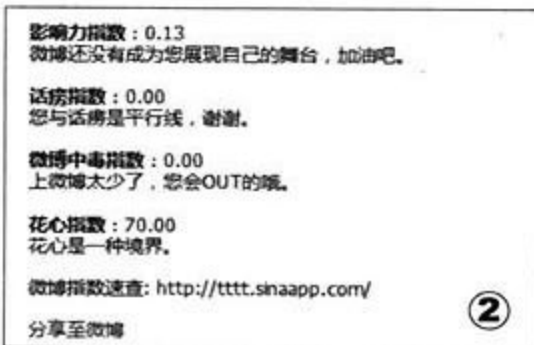 影响力指数：0.13
微博还没有成为您展现自己的舞台，加油吧。
话痨指数：0.00
您与话痨是平行线，谢谢。
微博中毒指数：0.00
上微博太少了，您会OUT的哦。
花心指数：70.00
花心是一种境界。
微博指数速查: http://tttt.sinaapp.com/
分享至微博
②